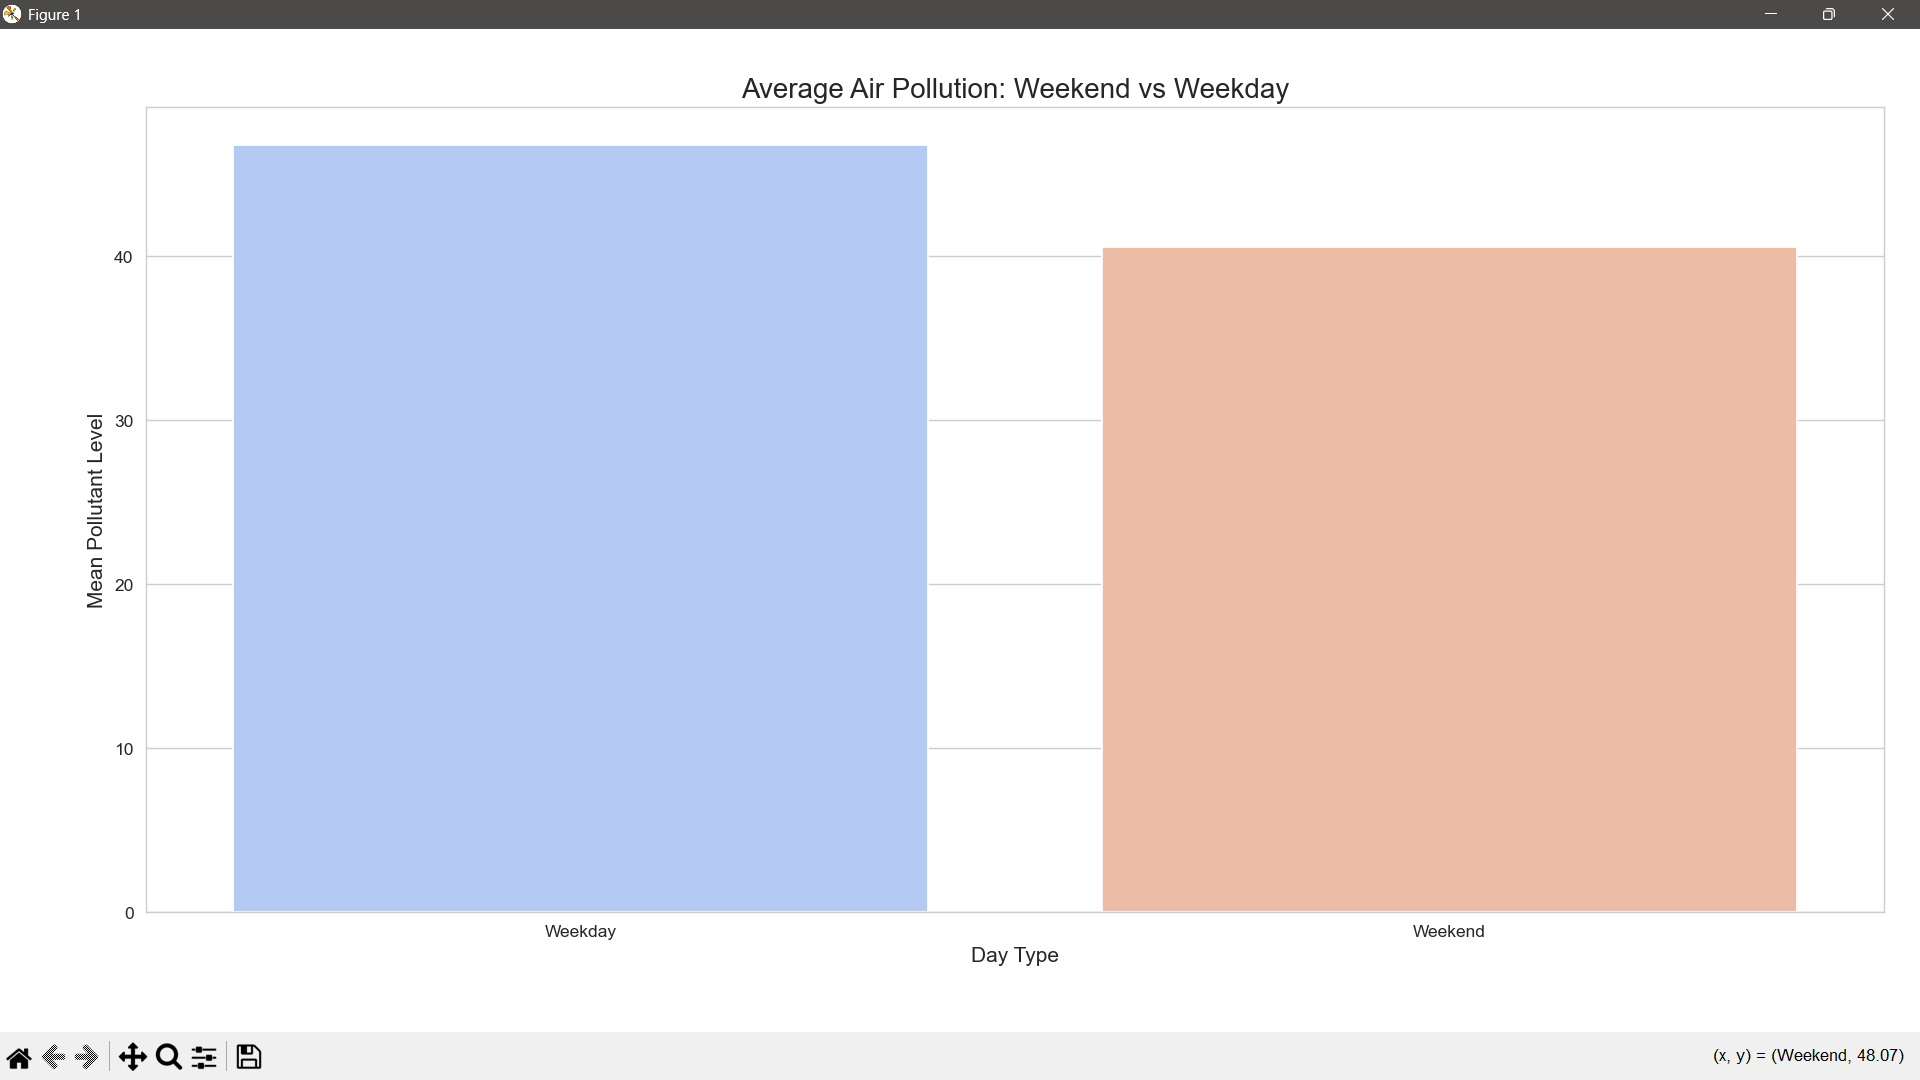 Figure 1
Average Air Pollution: Weekend vs Weekday
Mean Pollutant Level
40
30
20
10
0
Weekday
Weekend
Day Type
(x, y) = (Weekend, 48.07)